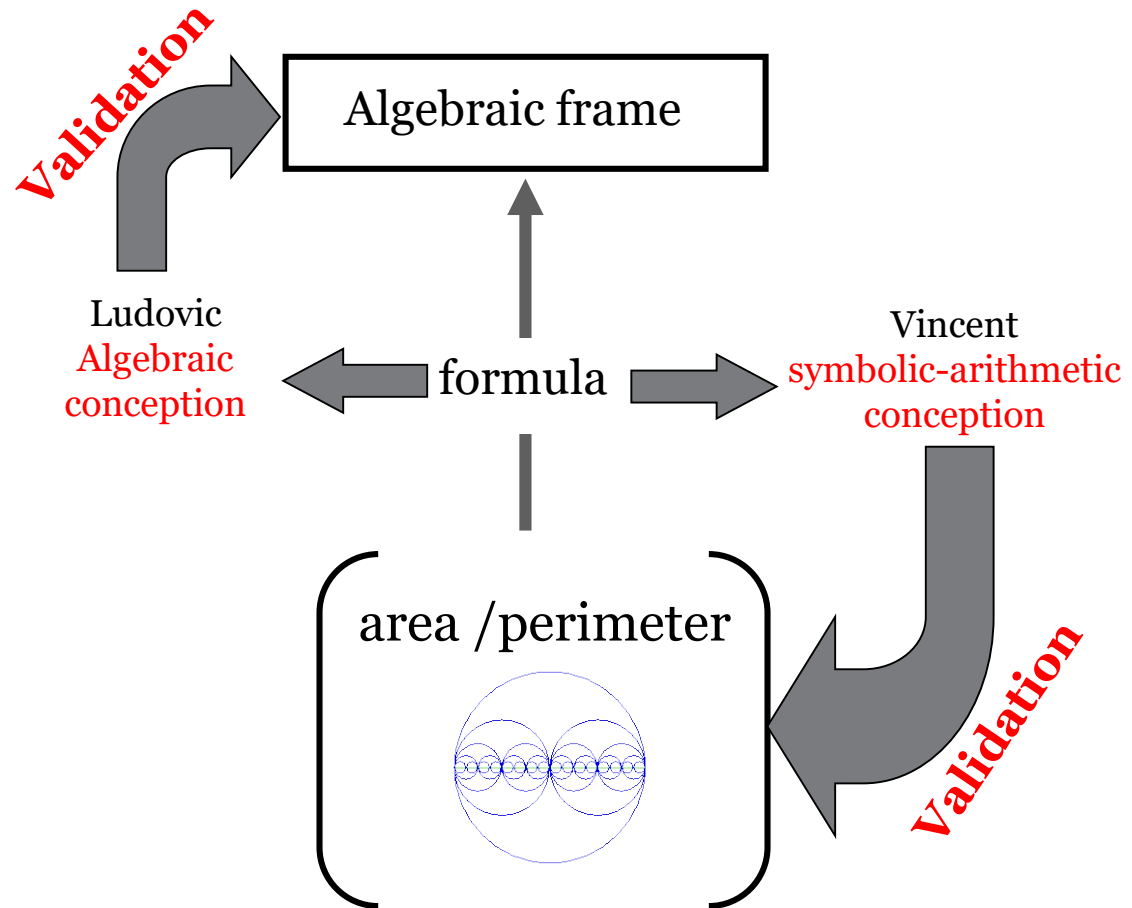 Validation
Algebraic frame
Ludovic
Algebraic
conception
formula
Vincent
symbolic-arithmetic
conception
area /perimeter
Validation